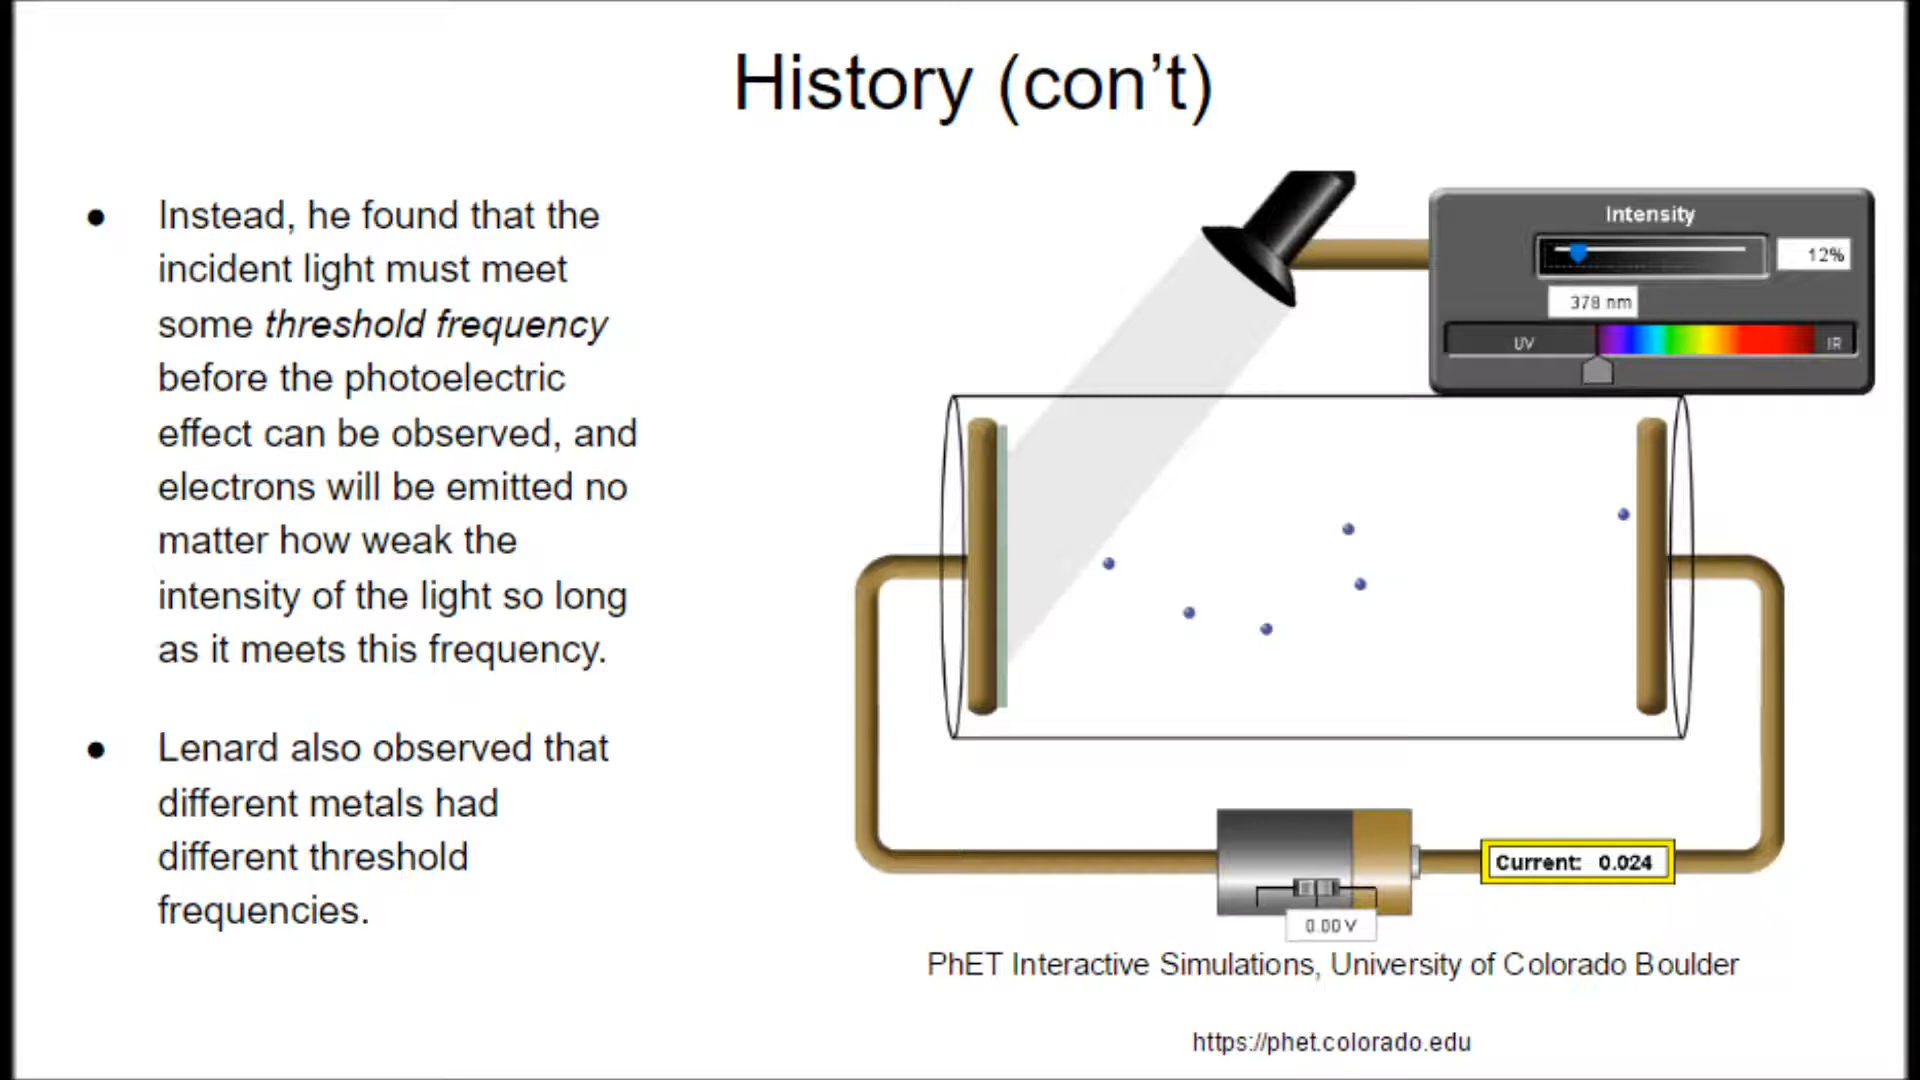 History (con’t)
● Instead, he found that the
incident light must meet
some threshold frequency
before the photoelectric
effect can be observed, and
electrons will be emitted no
matter how weak the
intensity of the light so long
as it meets this frequency.
● Lenard also observed that
different metals had
different threshold
frequencies.
Intensity
12%
378 nm
UV
IR
Current: 0.024
0.00 V
PhET Interactive Simulations, University of Colorado Boulder
https://phet.colorado.edu